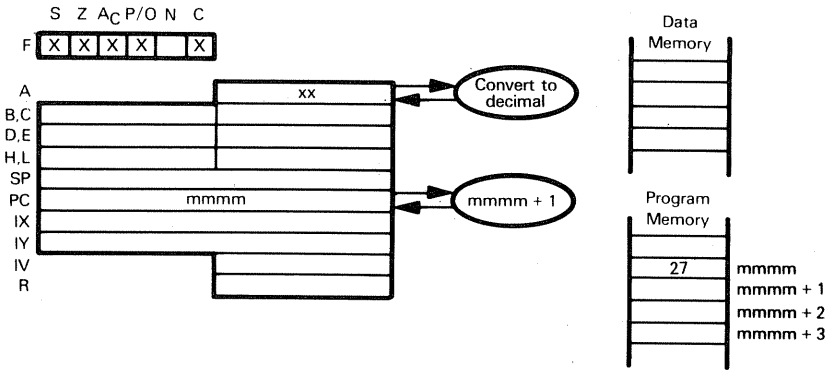 S Z AC P/O N C
F X X X X X
A xx
B,C
D,E
H,L
SP
PC mmmm
IX
IY
IV
R
Convert to
decimal
mmmm + 1
Data
Memory
Program
Memory
27 mmmm
mmmm + 1
mmmm + 2
mmmm + 3